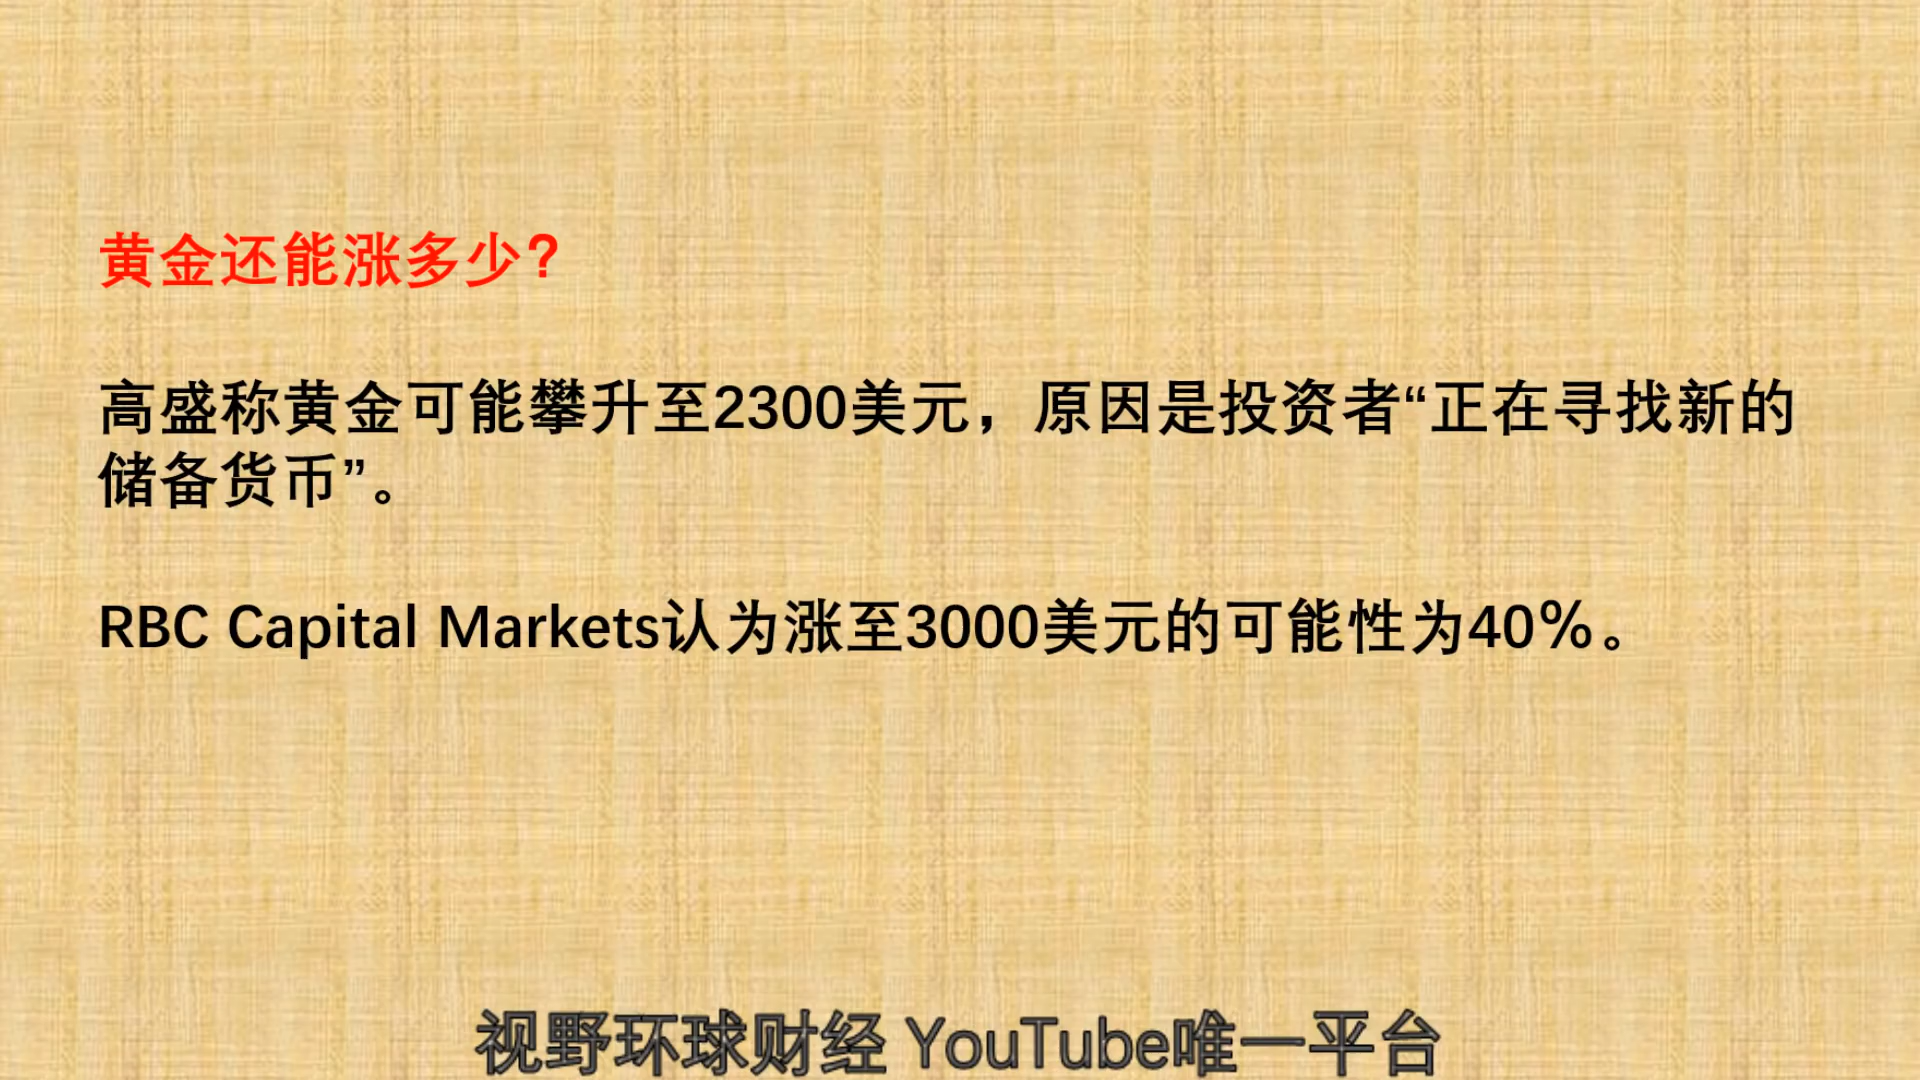 黄金还能涨多少？
高盛称黄金可能攀升至2300美元，原因是投资者“正在寻找新的
储备货币”。
RBC Capital Markets认为涨至3000美元的可能性为40%。
视野环球财经 YouTube唯一平台